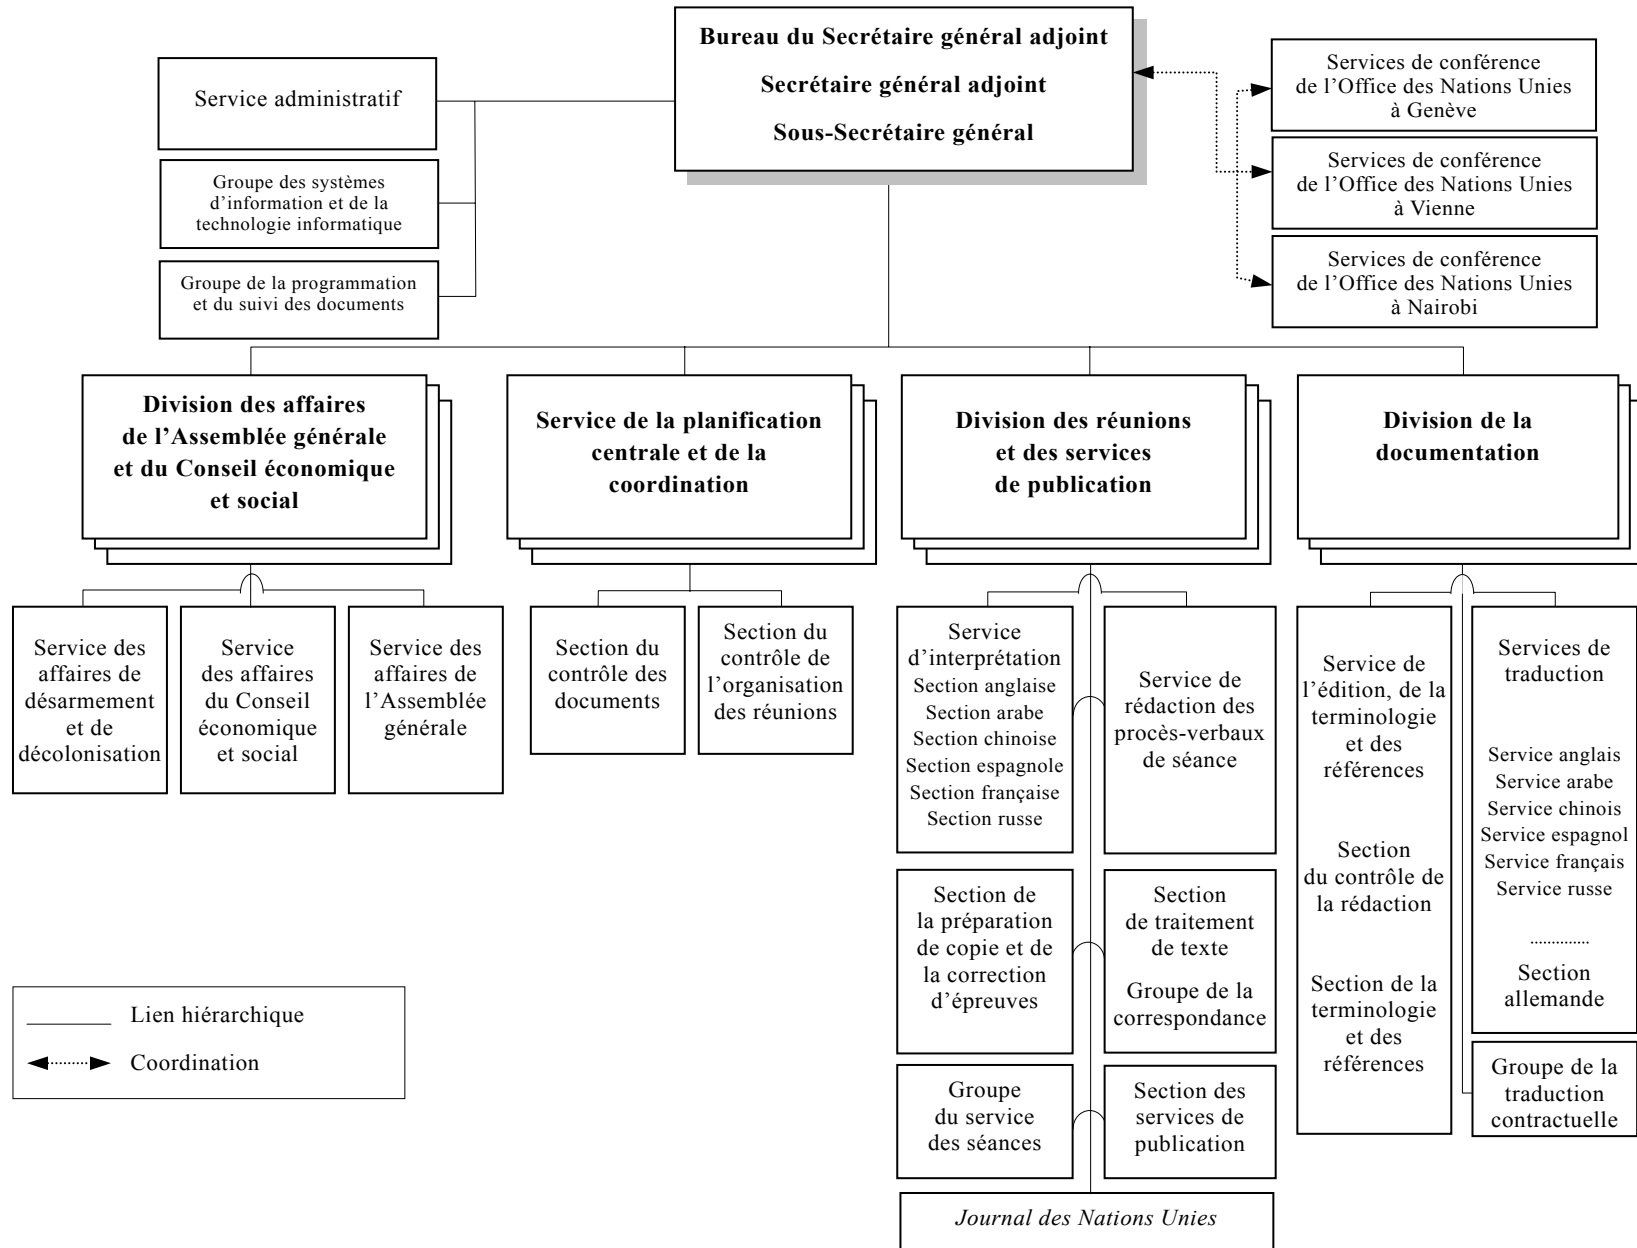 Bureau du Secrétaire général adjoint
Secrétaire général adjoint
Sous-Secrétaire général
Service administratif
Groupe des systèmes
d’information et de la
technologie informatique
Groupe de la programmation
et du suivi des documents
Services de conférence
de l’Office des Nations Unies
à Genève
Services de conférence
de l’Office des Nations Unies
à Vienne
Services de conférence
de l’Office des Nations Unies
à Nairobi
Division des affaires
de l’Assemblée générale
et du Conseil économique
et social
Service de la planification
centrale et de la
coordination
Division des réunions
et des services
de publication
Division de la
documentation
Service des
affaires de
désarmement
et de
décolonisation
Service
des affaires
du Conseil
économique
et social
Service des
affaires de
l’Assemblée
générale
Section du
contrôle des
documents
Section du
contrôle de
l’organisation
des réunions
Service
d’interprétation
Section anglaise
Section arabe
Section chinoise
Section espagnole
Section française
Section russe
Service de
rédaction des
procès-verbaux
de séance
Section de
la préparation
de copie et de
la correction
d’épreuves
Section
de traitement
de texte
Groupe de la
correspondance
Groupe
du service
des séances
Section des
services de
publication
Journal des Nations Unies
Service de
l’édition, de la
terminologie
et des
références
Section
du contrôle de
la rédaction
Section de la
terminologie
et des
références
Services de
traduction
Service anglais
Service arabe
Service chinois
Service espagnol
Service français
Service russe
..............
Section
allemande
Groupe de la
traduction
contractuelle
Lien hiérarchique
Coordination